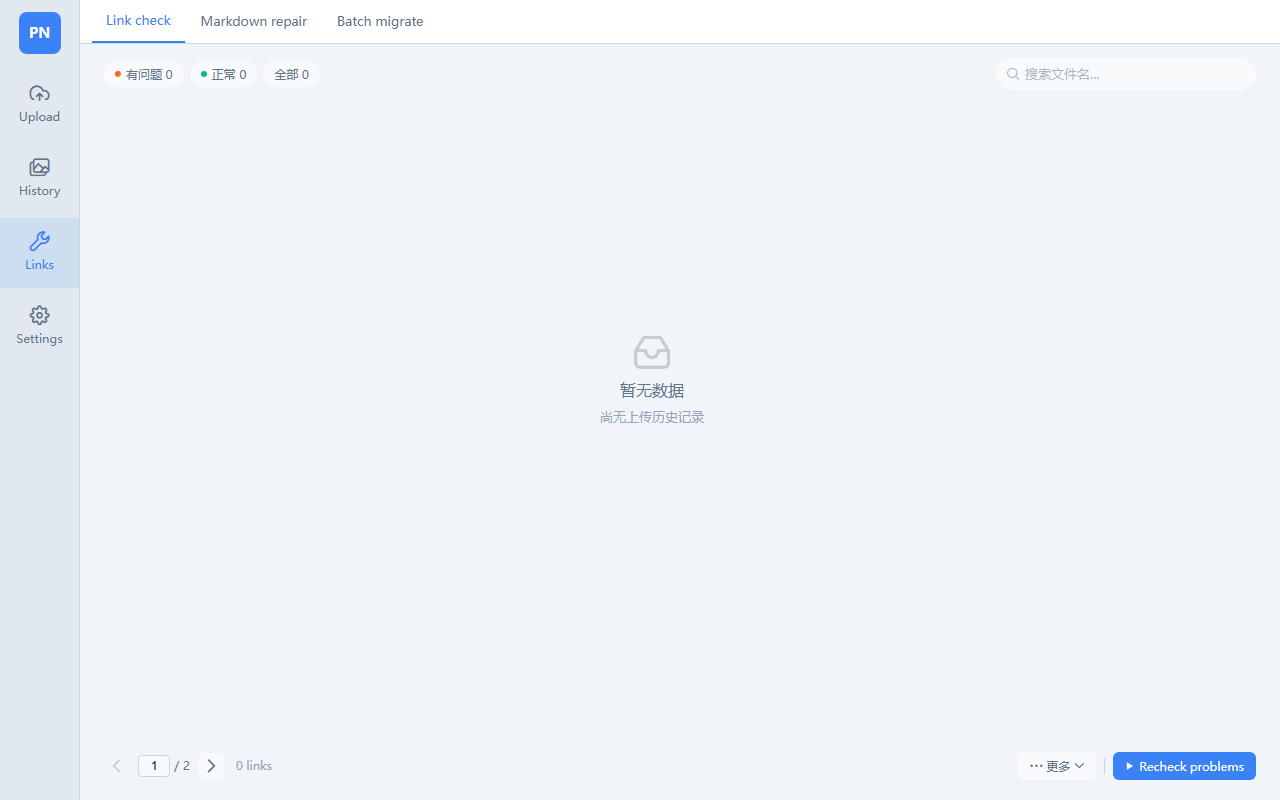 PN
Upload
History
Links
Settings
Link check
Markdown repair
Batch migrate
有问题 0
正常 0
全部 0
搜索文件名...
暂无数据
尚无上传历史记录
1 / 2
0 links
更多
Recheck problems